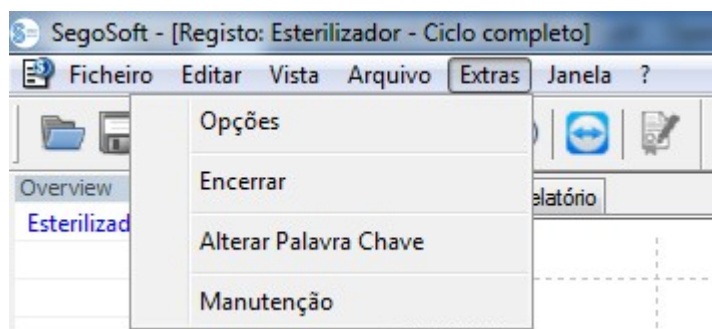 SegoSoft - [Registo: Esterilizador - Ciclo completo]
Ficheiro Editar Vista Arquivo Extras Janela ?
Opções
Overview
Encerrar
Esterilizad
Alterar Palavra Chave
Manutenção